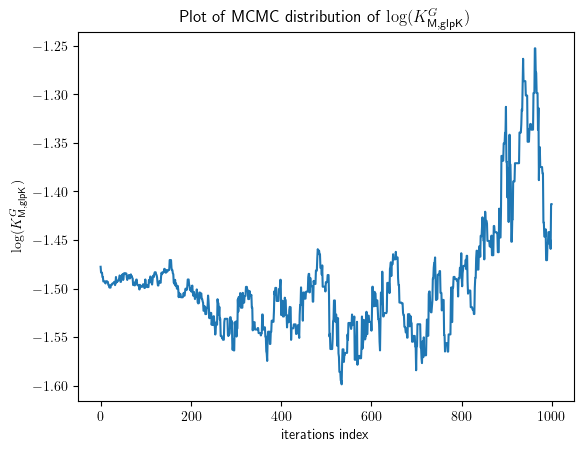 Plot of MCMC distribution of log(K^G_M,glpK)
log(K^G_M,glpK)
−1.25
−1.30
−1.35
−1.40
−1.45
−1.50
−1.55
−1.60
0 200 400 600 800 1000
iterations index